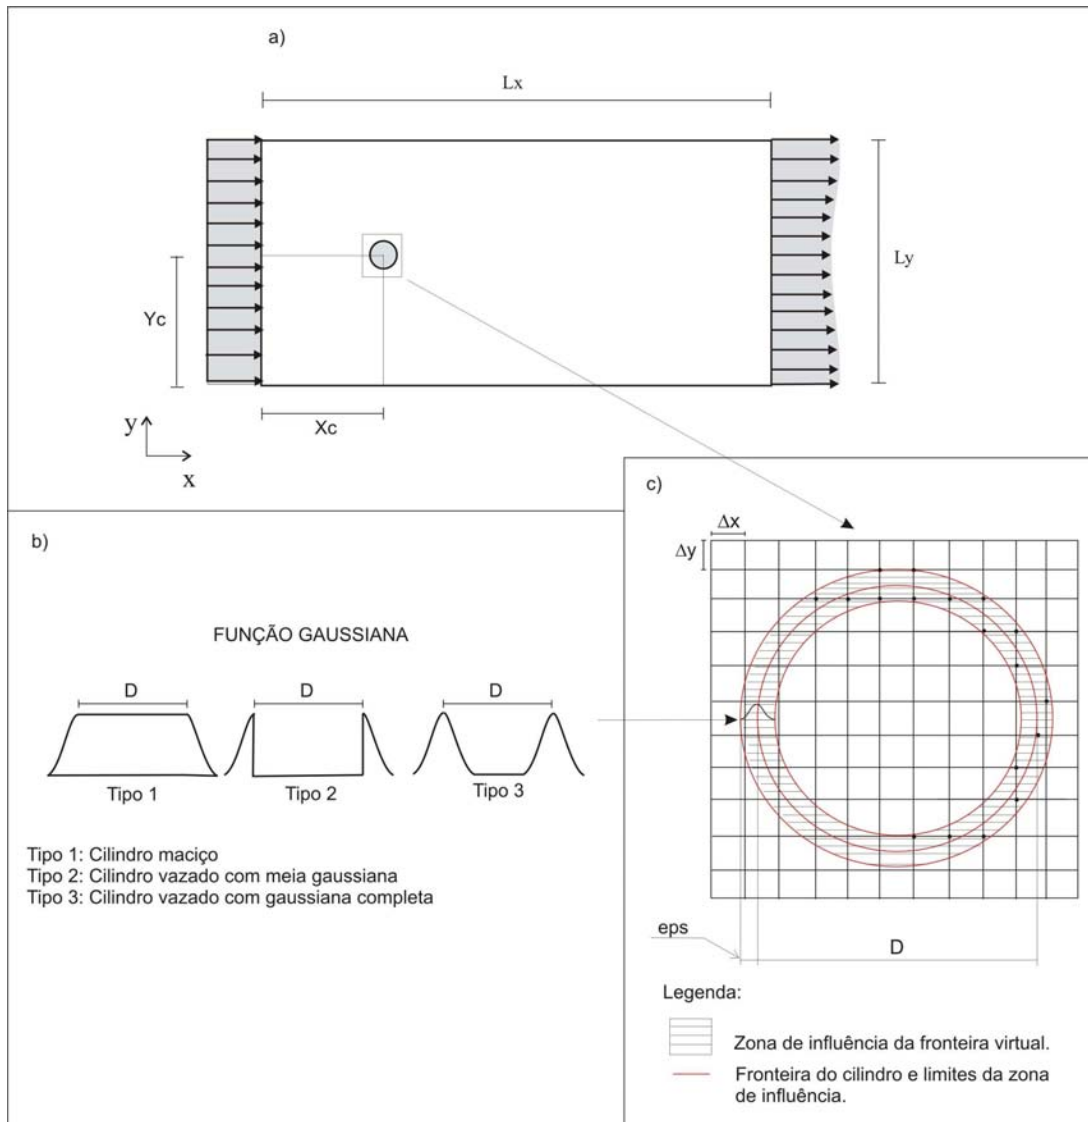 a)
Lx
Ly
Yc
Xc
y
x
b)
FUNÇÃO GAUSSIANA
D
D
D
Tipo 1
Tipo 2
Tipo 3
Tipo 1: Cilindro maciço
Tipo 2: Cilindro vazado com meia gaussiana
Tipo 3: Cilindro vazado com gaussiana completa
c)
Δx
Δy
eps
D
Legenda:
Zona de influência da fronteira virtual.
Fronteira do cilindro e limites da zona
de influência.